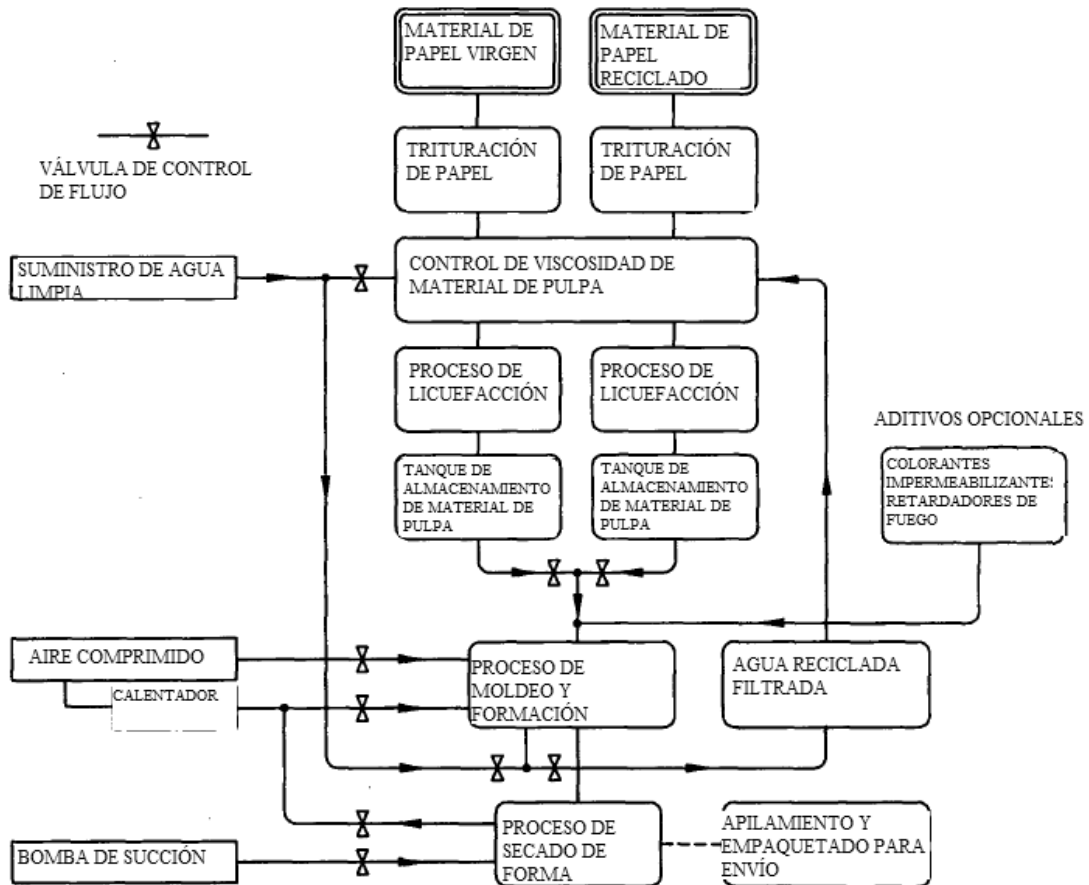 MATERIAL DE
PAPEL VIRGEN
MATERIAL DE
PAPEL
RECICLADO
TRITURACIÓN
DE PAPEL
TRITURACIÓN
DE PAPEL
VÁLVULA DE CONTROL
DE FLUJO
SUMINISTRO DE AGUA
LIMPIA
CONTROL DE VISCOSIDAD DE
MATERIAL DE PULPA
PROCESO DE
LICUEFACCIÓN
PROCESO DE
LICUEFACCIÓN
TANQUE DE
ALMACENAMIENTO
DE MATERIAL DE
PULPA
TANQUE DE
ALMACENAMIENTO
DE MATERIAL DE
PULPA
ADITIVOS OPCIONALES
COLORANTES
IMPERMEABILIZANTES
RETARDADORES DE
FUEGO
AIRE COMPRIMIDO
CALENTADOR
PROCESO DE
MOLDEO Y
FORMACIÓN
AGUA RECICLADA
FILTRADA
BOMBA DE SUCCIÓN
PROCESO DE
SECADO DE
FORMA
APILAMIENTO Y
EMPAQUETADO PARA
ENVÍO